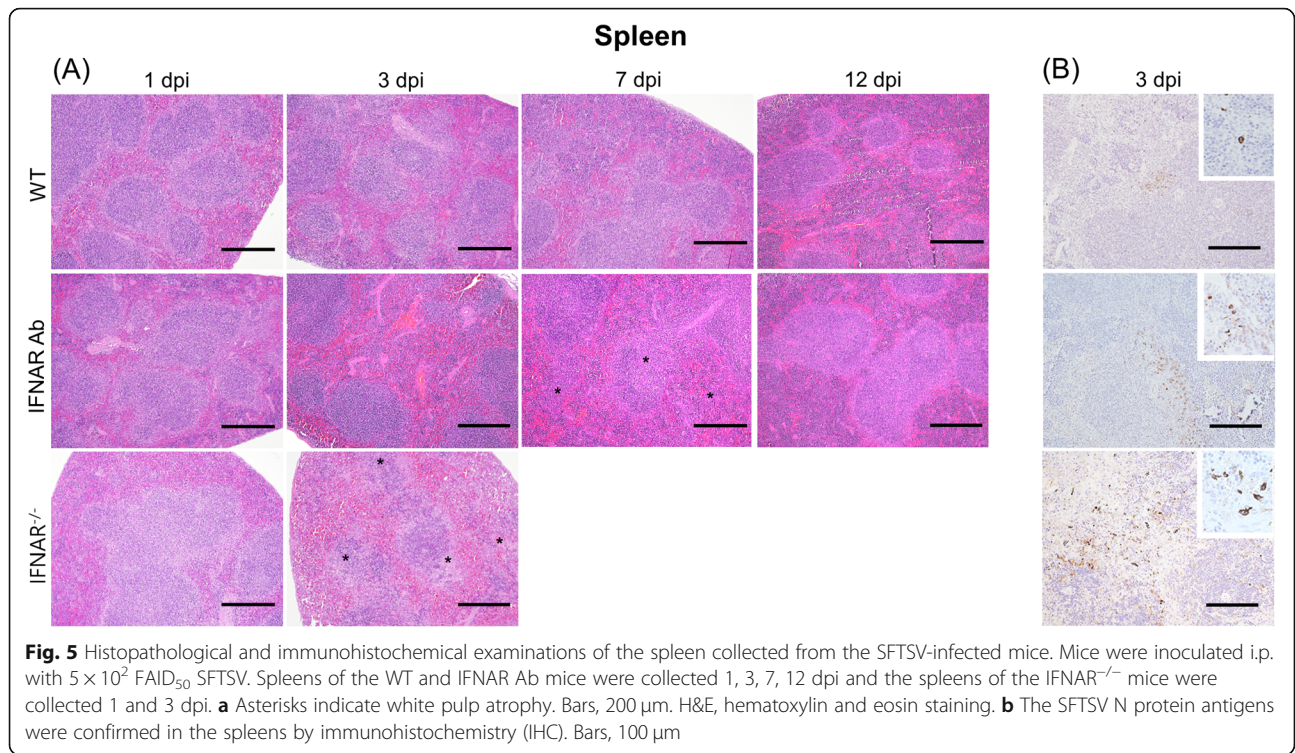 Spleen
(A)
(B)
1 dpi
3 dpi
7 dpi
12 dpi
3 dpi
WT
IFNAR Ab
IFNAR-/-
*
*
*
*
*
*
*
Fig. 5 Histopathological and immunohistochemical examinations of the spleen collected from the SFTSV-infected mice. Mice were inoculated i.p.
with 5 × 10² FAID₅₀ SFTSV. Spleens of the WT and IFNAR Ab mice were collected 1, 3, 7, 12 dpi and the spleens of the IFNAR⁻/⁻ mice were
collected 1 and 3 dpi. a Asterisks indicate white pulp atrophy. Bars, 200 μm. H&E, hematoxylin and eosin staining. b The SFTSV N protein antigens
were confirmed in the spleens by immunohistochemistry (IHC). Bars, 100 μm